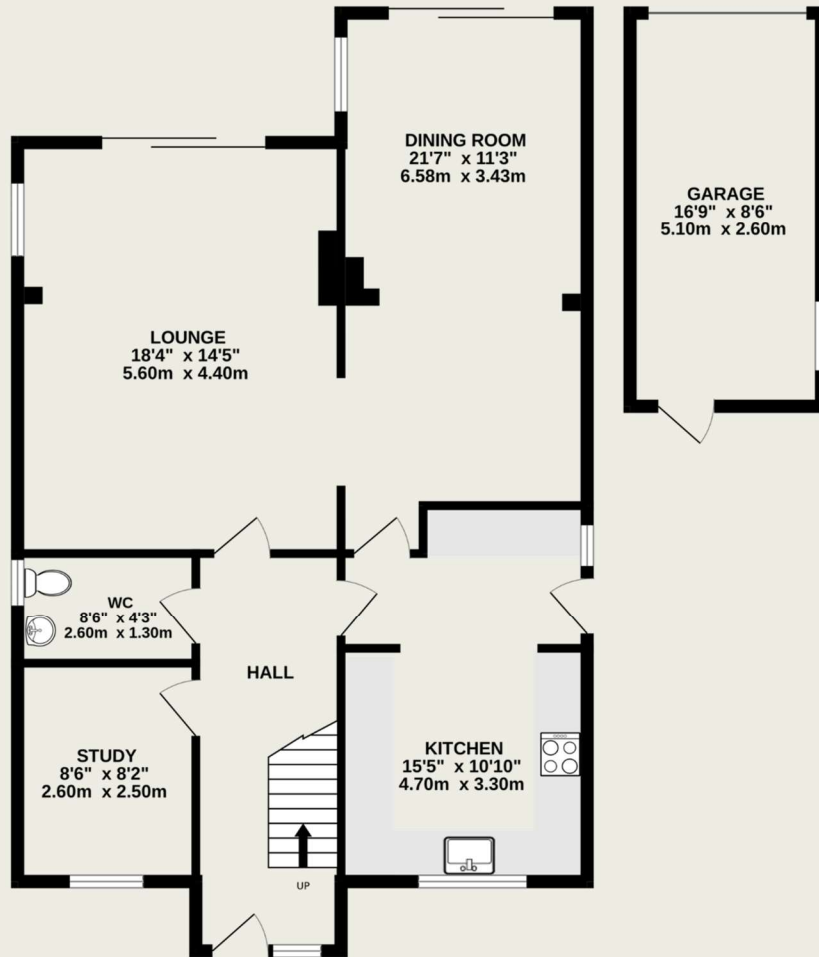 DINING ROOM
21'7" x 11'3"
6.58m x 3.43m
GARAGE
16'9" x 8'6"
5.10m x 2.60m
LOUNGE
18'4" x 14'5"
5.60m x 4.40m
WC
8'6" x 4'3"
2.60m x 1.30m
HALL
STUDY
8'6" x 8'2"
2.60m x 2.50m
KITCHEN
15'5" x 10'10"
4.70m x 3.30m
UP